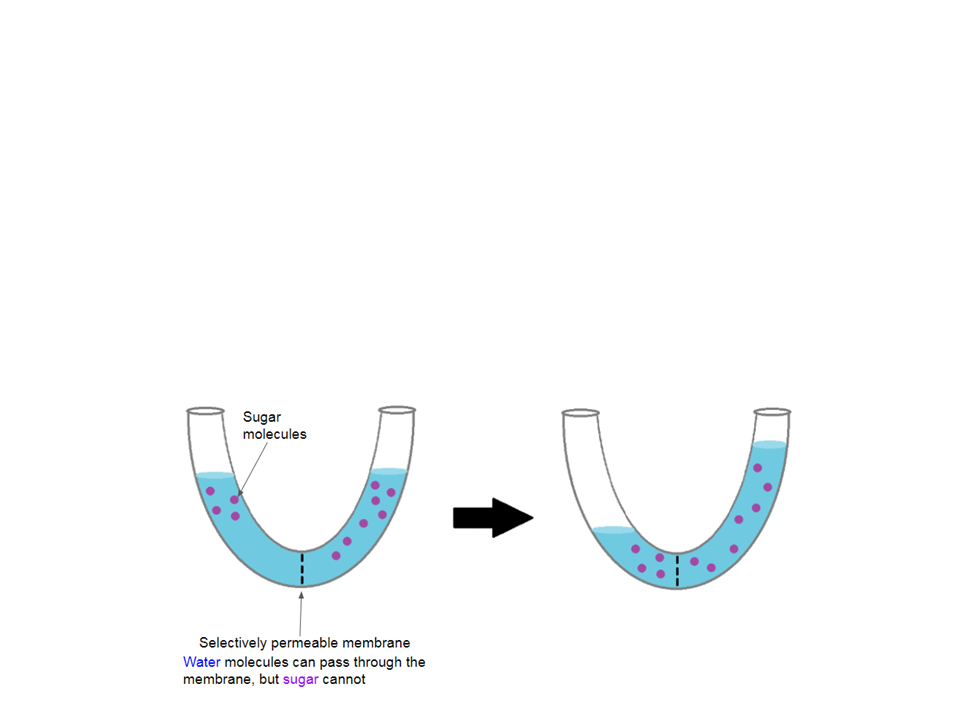 Sugar
molecules
Selectively permeable membrane
Water molecules can pass through the
membrane, but sugar cannot